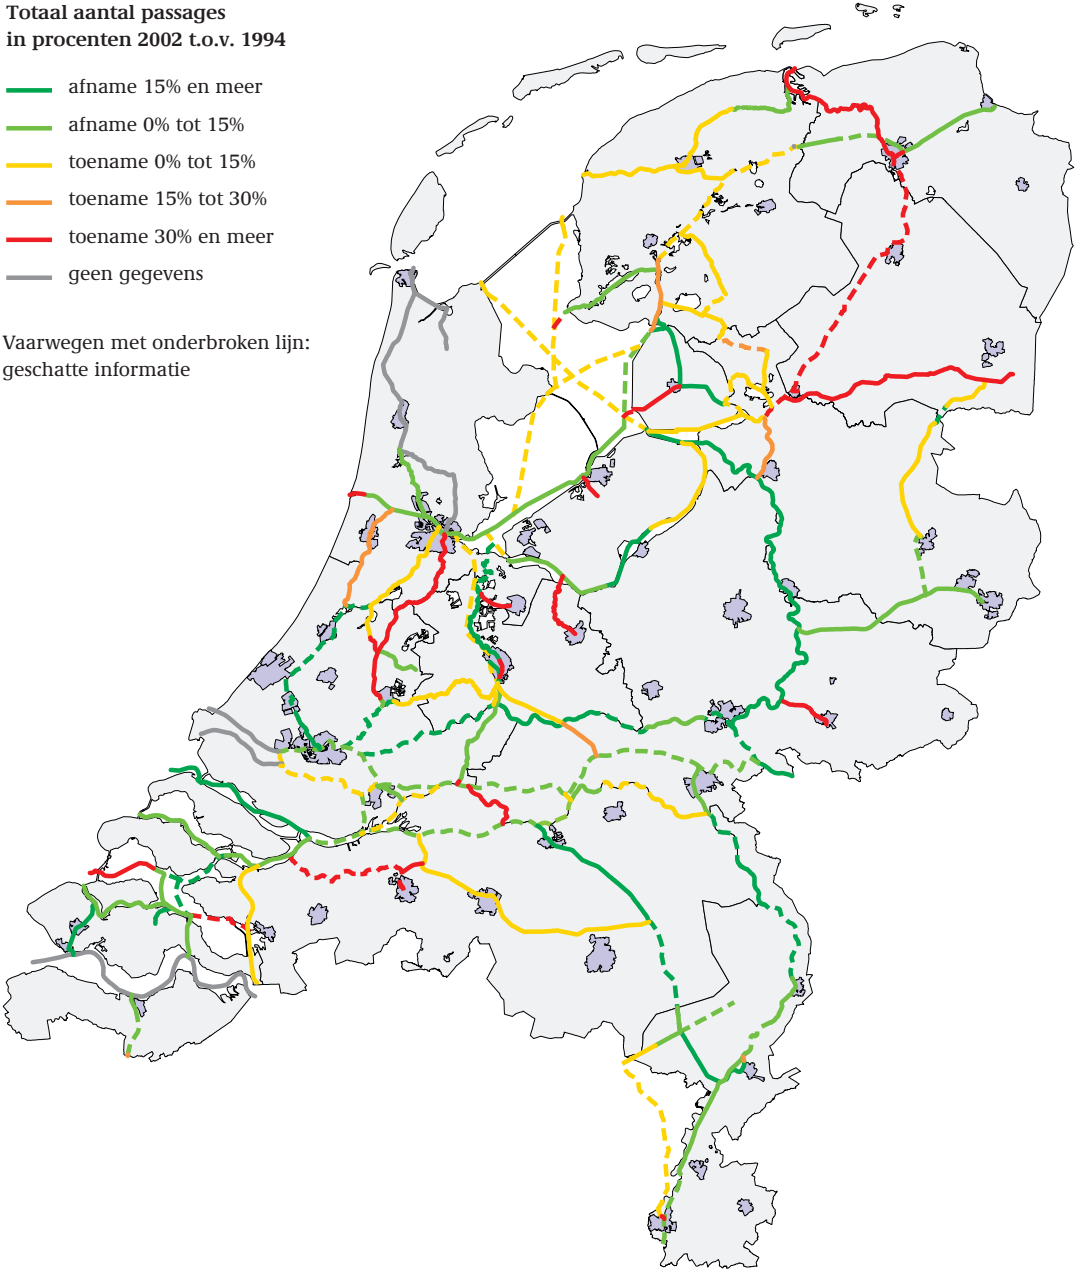 Totaal aantal passages
in procenten 2002 t.o.v. 1994
afname 15% en meer
afname 0% tot 15%
toename 0% tot 15%
toename 15% tot 30%
toename 30% en meer
geen gegevens
Vaarwegen met onderbroken lijn:
geschatte informatie